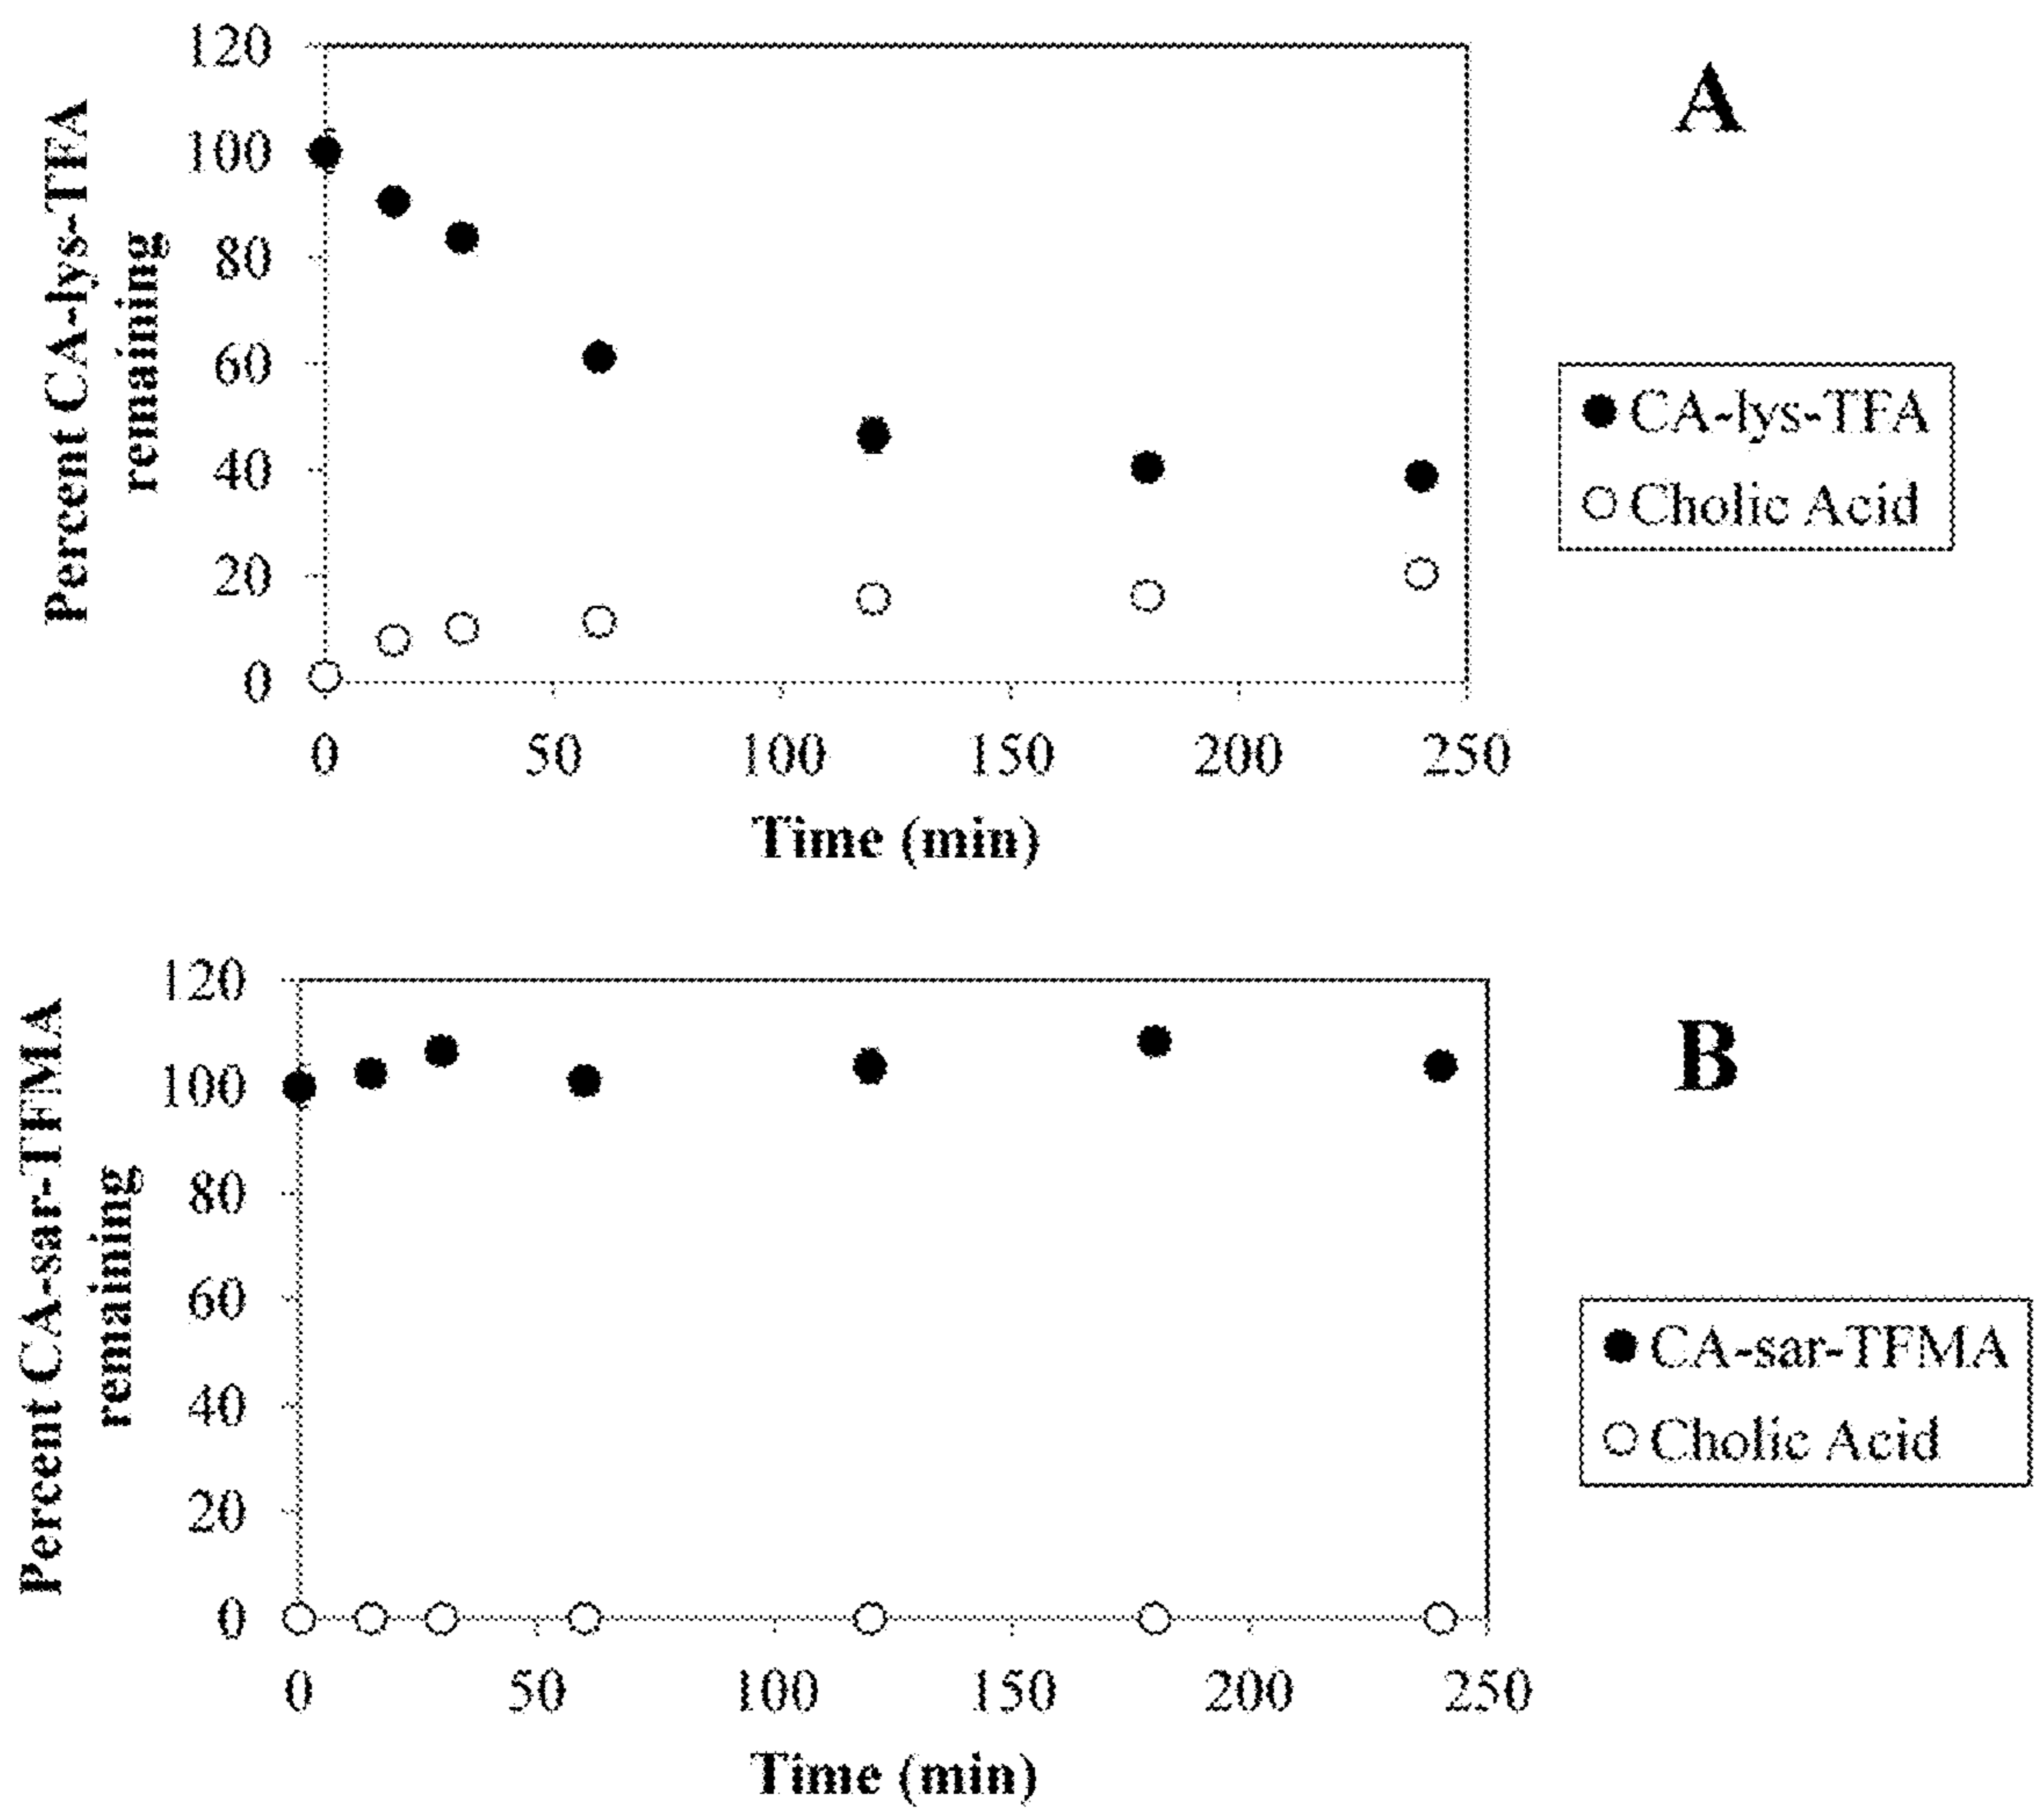 120
100
80
60
40
20
0
Percent CA-lys-TFA
remaining
0 50 100 150 200 250
Time (min)
A
CA-lys-TFA
Cholic Acid
120
100
80
60
40
20
0
Percent CA-sar-TFMA
remaining
0 50 100 150 200 250
Time (min)
B
CA-sar-TFMA
Cholic Acid